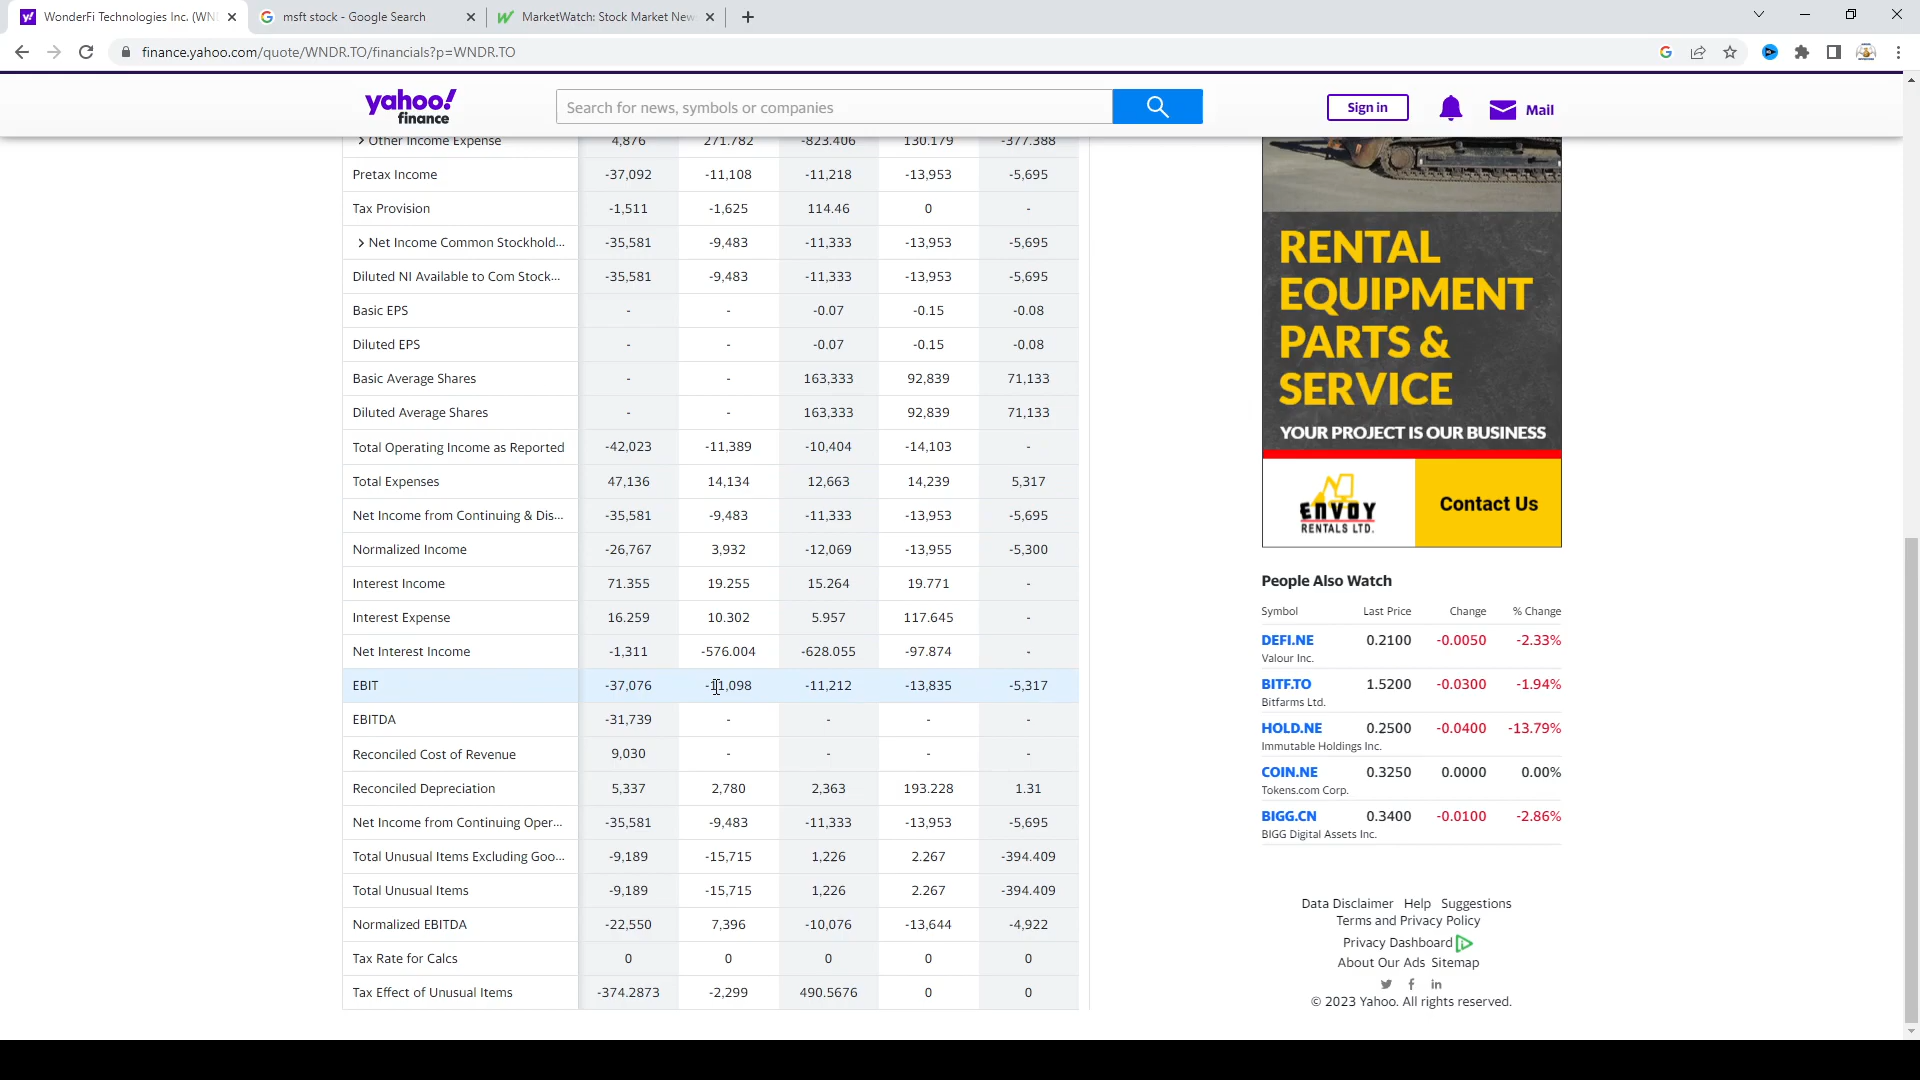 WonderFi Technologies Inc. (WNI
msft stock - Google Search
MarketWatch: Stock Market New
finance.yahoo.com/quote/WNDR.TO/financials?p=WNDR.TO
yahoo!
finance
Search for news, symbols or companies
Sign in
Mail
Other Income Expense 4,876 271.782 -823.406 130.179 -377.388
Pretax Income -37,092 -11,108 -11,218 -13,953 -5,695
Tax Provision -1,511 -1,625 114.46 0 -
Net Income Common Stockhold... -35,581 -9,483 -11,333 -13,953 -5,695
Diluted NI Available to Com Stock... -35,581 -9,483 -11,333 -13,953 -5,695
Basic EPS - - -0.07 -0.15 -0.08
Diluted EPS - - -0.07 -0.15 -0.08
Basic Average Shares - - 163,333 92,839 71,133
Diluted Average Shares - - 163,333 92,839 71,133
Total Operating Income as Reported -42,023 -11,389 -10,404 -14,103 -
Total Expenses 47,136 14,134 12,663 14,239 5,317
Net Income from Continuing & Dis... -35,581 -9,483 -11,333 -13,953 -5,695
Normalized Income -26,767 3,932 -12,069 -13,955 -5,300
Interest Income 71.355 19.255 15.264 19.771 -
Interest Expense 16.259 10.302 5.957 117.645 -
Net Interest Income -1,311 -576.004 -628.055 -97.874 -
EBIT -37,076 -11,098 -11,212 -13,835 -5,317
EBITDA -31,739 - - - -
Reconciled Cost of Revenue 9,030 - - - -
Reconciled Depreciation 5,337 2,780 2,363 193.228 1.31
Net Income from Continuing Oper... -35,581 -9,483 -11,333 -13,953 -5,695
Total Unusual Items Excluding Goo... -9,189 -15,715 1,226 2.267 -394.409
Total Unusual Items -9,189 -15,715 1,226 2.267 -394.409
Normalized EBITDA -22,550 7,396 -10,076 -13,644 -4,922
Tax Rate for Calcs 0 0 0 0 0
Tax Effect of Unusual Items -374.2873 -2,299 490.5676 0 0
RENTAL
EQUIPMENT
PARTS &
SERVICE
YOUR PROJECT IS OUR BUSINESS
ENVOY
RENTALS LTD.
Contact Us
People Also Watch
Symbol Last Price Change % Change
DEFI.NE 0.2100 -0.0050 -2.33%
Valour Inc.
BITF.TO 1.5200 -0.0300 -1.94%
Bitfarms Ltd.
HOLD.NE 0.2500 -0.0400 -13.79%
Immutable Holdings Inc.
COIN.NE 0.3250 0.0000 0.00%
Tokens.com Corp.
BIGG.CN 0.3400 -0.0100 -2.86%
BIGG Digital Assets Inc.
Data Disclaimer Help Suggestions
Terms and Privacy Policy
Privacy Dashboard
About Our Ads Sitemap
© 2023 Yahoo. All rights reserved.